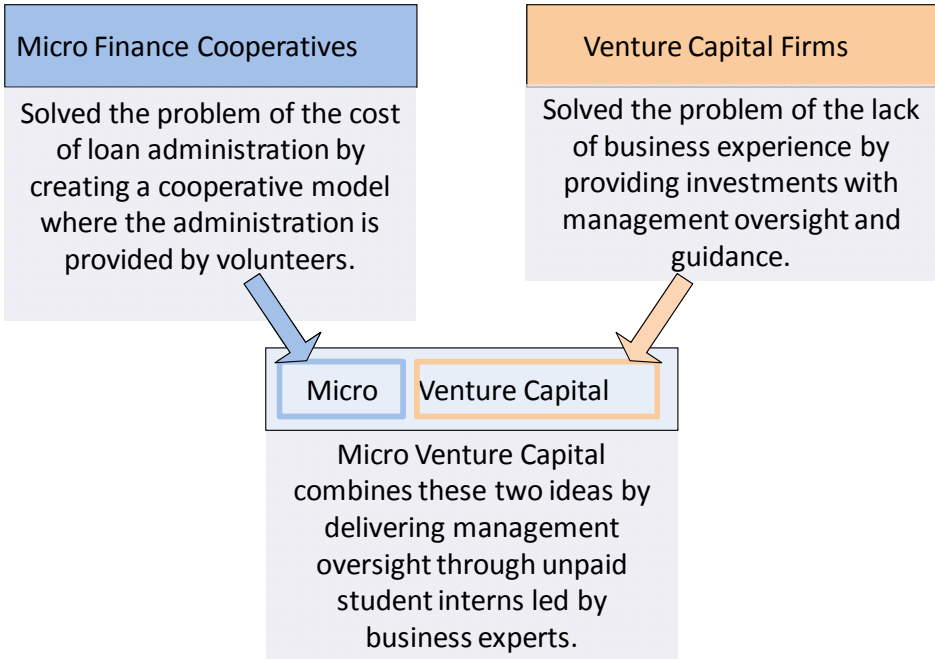 Micro Finance Cooperatives
Solved the problem of the cost
of loan administration by
creating a cooperative model
where the administration is
provided by volunteers.
Venture Capital Firms
Solved the problem of the lack
of business experience by
providing investments with
management oversight and
guidance.
Micro Venture Capital
Micro Venture Capital
combines these two ideas by
delivering management
oversight through unpaid
student interns led by
business experts.